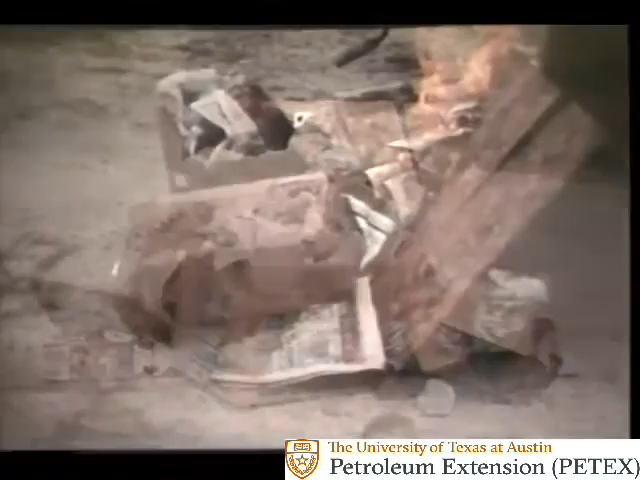 The University of Texas at Austin
Petroleum Extension (PETEX)